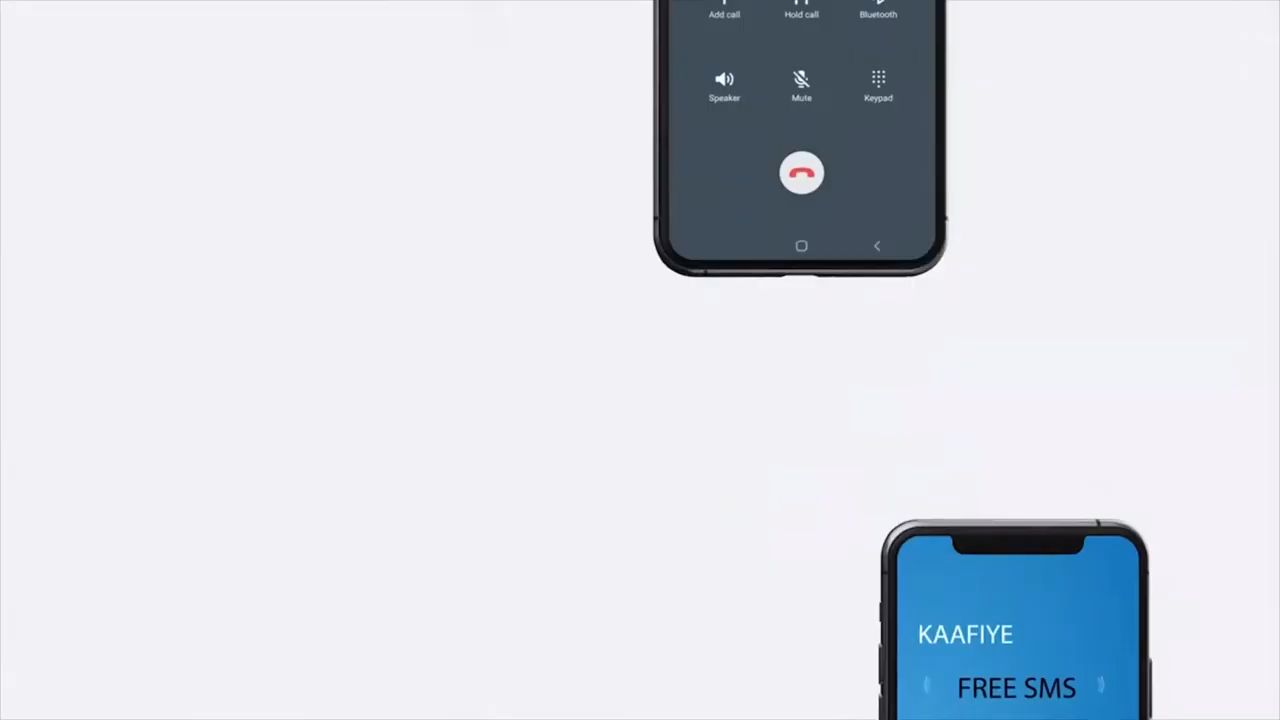 Add call Hold call Bluetooth
Speaker Mute Keypad
KAAFIYE
FREE SMS